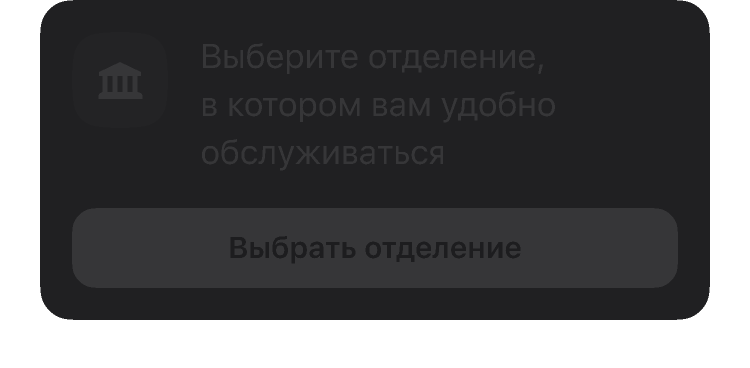 Выберите отделение,
в котором вам удобно
обслуживаться
Выбрать отделение